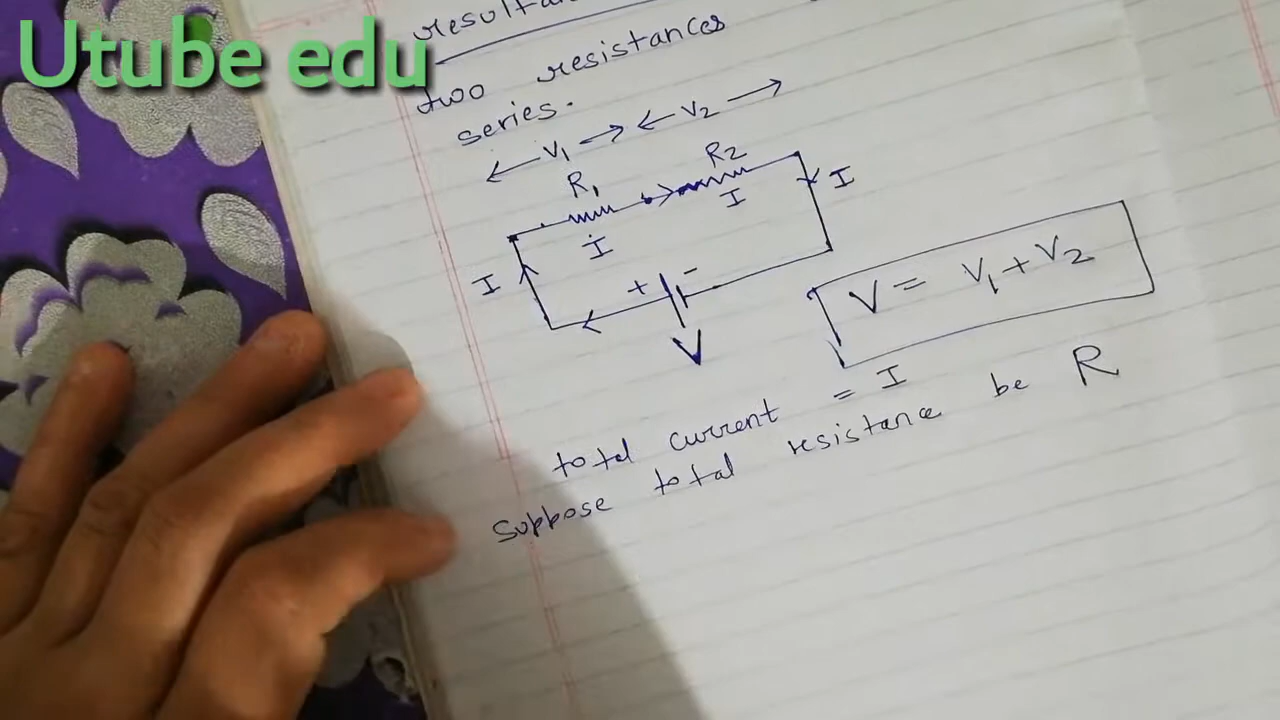 Utube edu
two resistances
series.
V1 V2
R1 R2
I I I
I
+ -
V
V = V1 + V2
total current = I
Suppose total resistance be R